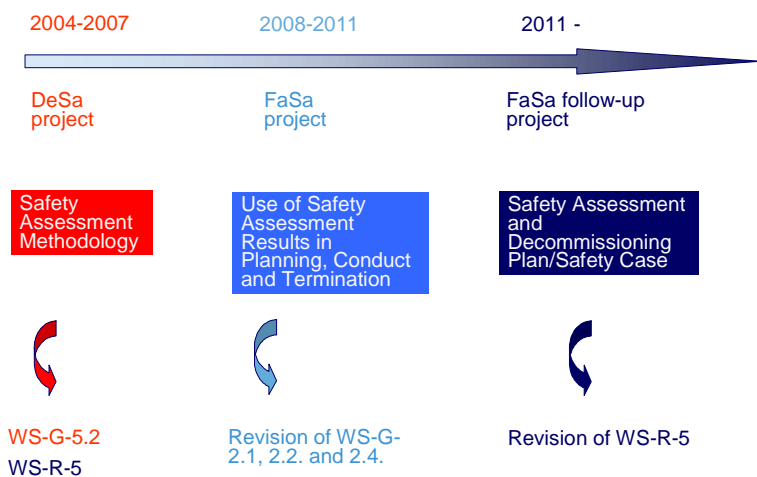 2004-2007
2008-2011
2011 -
DeSa
project
FaSa
project
FaSa follow-up
project
Safety
Assessment
Methodology
Use of Safety
Assessment
Results in
Planning, Conduct
and Termination
Safety Assessment
and
Decommissioning
Plan/Safety Case
WS-G-5.2
WS-R-5
Revision of WS-G-
2.1, 2.2. and 2.4.
Revision of WS-R-5